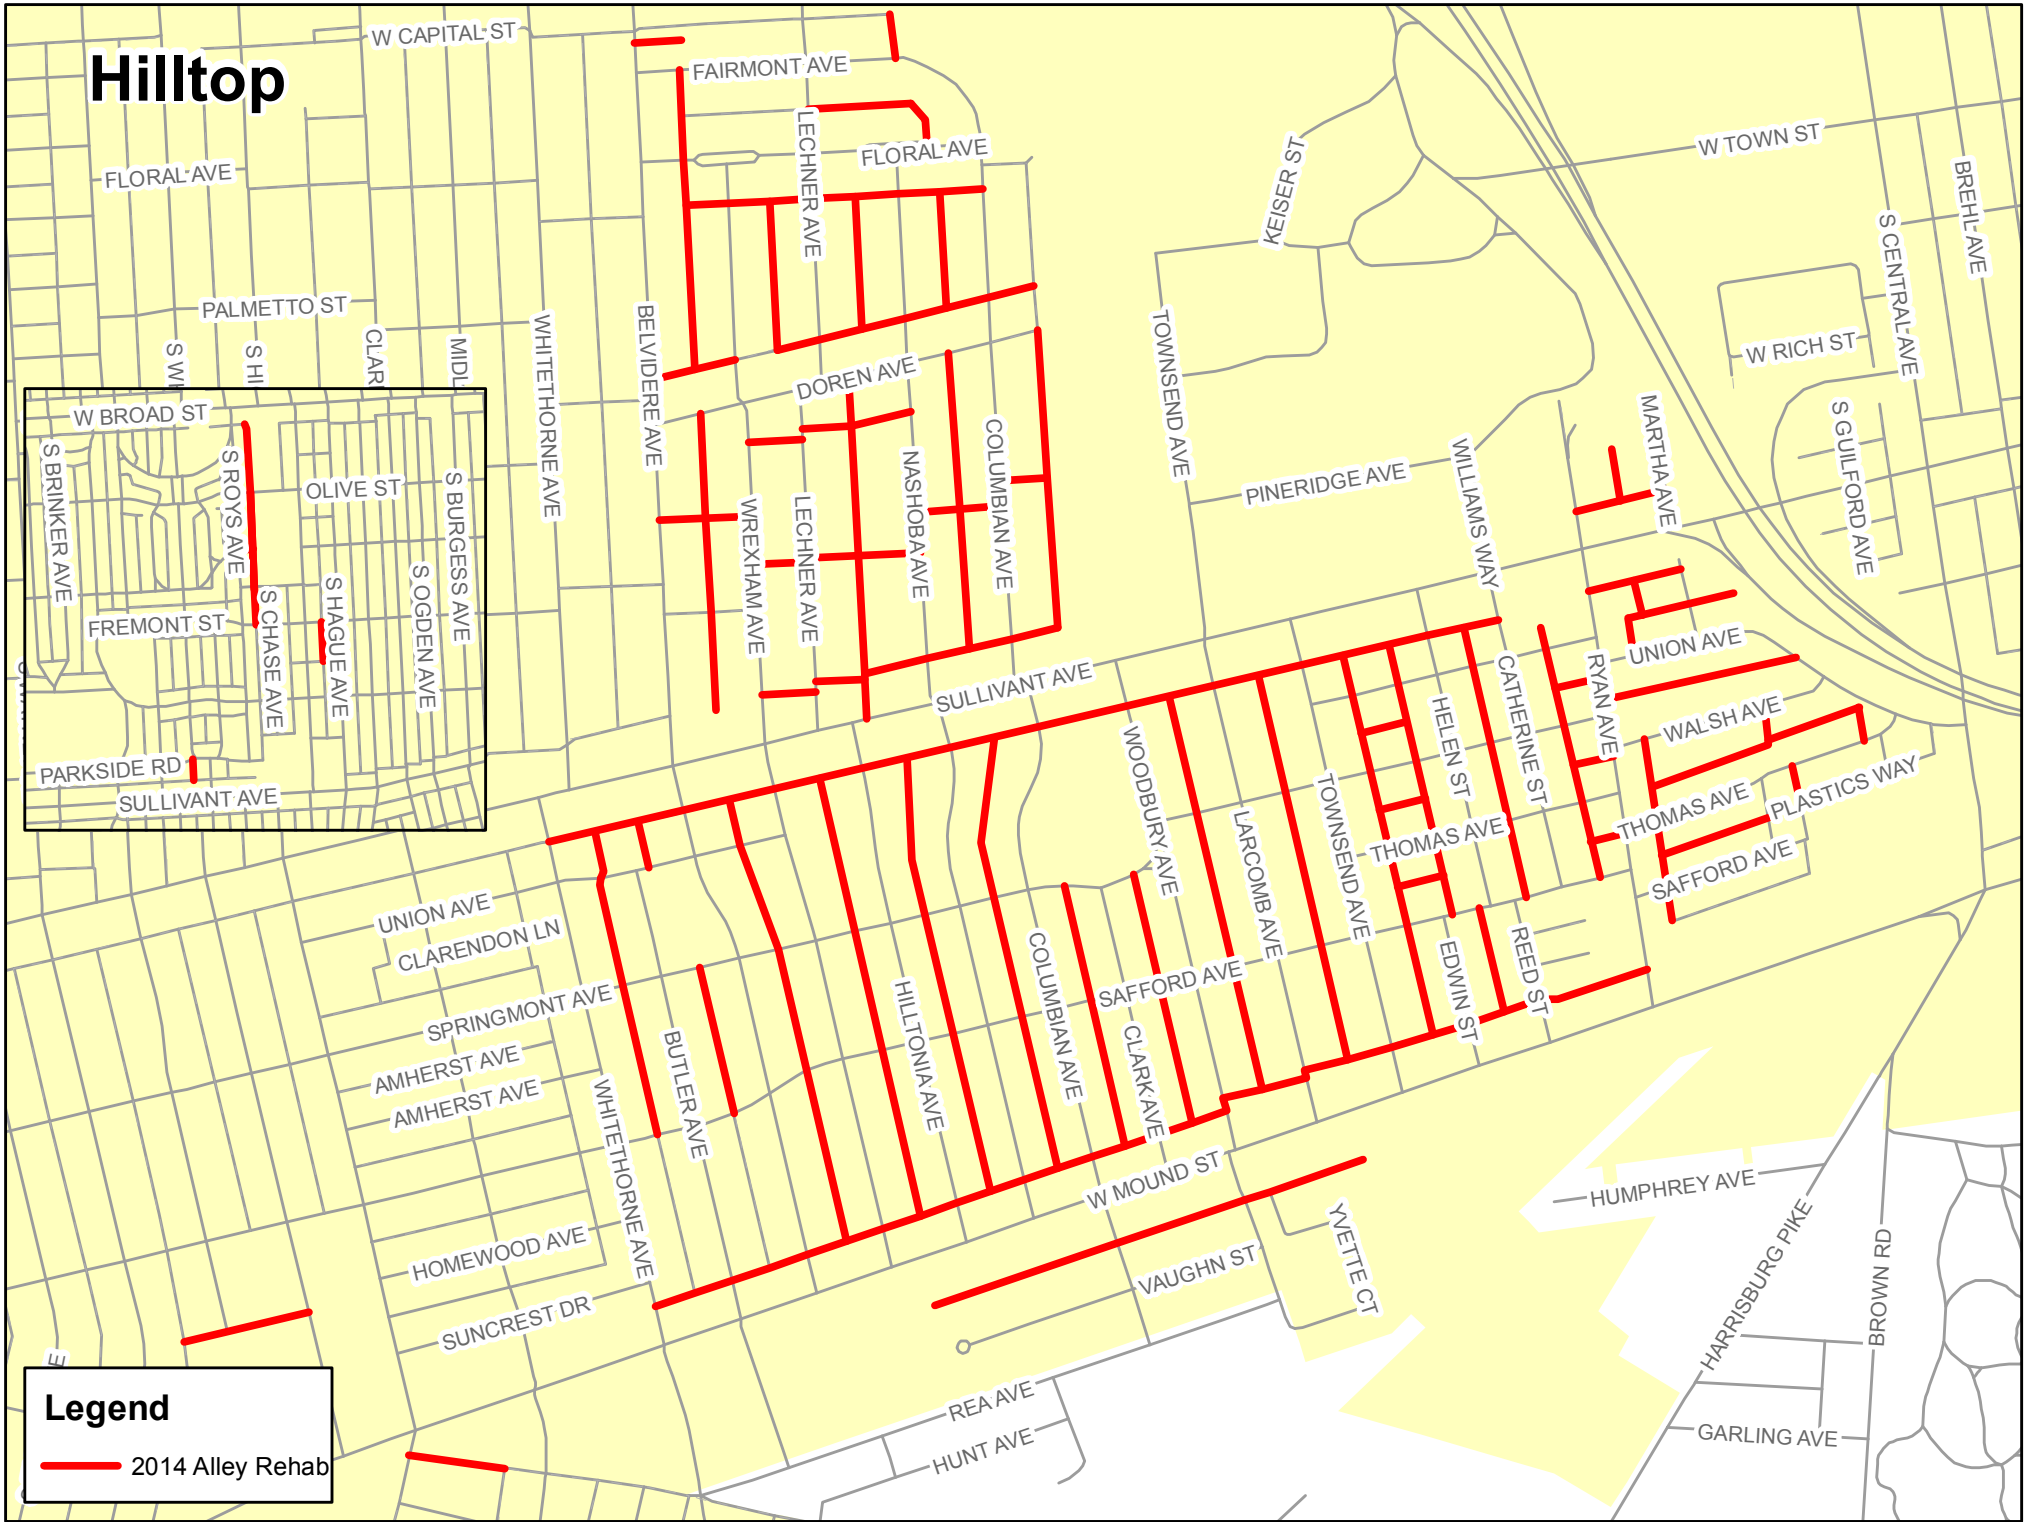 Hilltop
W CAPITAL ST
FAIRMONT AVE
LECHNER AVE
FLORAL AVE
FLORAL AVE
KEISER ST
W TOWN ST
BREHL AVE
S CENTRAL AVE
PALMETTO ST
S WH
S HI
CLAR
MIDL
WHITETHORNE AVE
BELVIDERE AVE
DOREN AVE
TOWNSEND AVE
W RICH ST
S GUILFORD AVE
MARTHA AVE
WILLIAMS WAY
PINERIDGE AVE
NASHOBA AVE
COLUMBIAN AVE
WREXHAM AVE
LECHNER AVE
W BROAD ST
S BRINKER AVE
S ROYS AVE
OLIVE ST
S BURGESS AVE
FREMONT ST
S CHASE AVE
S HAGUE AVE
S OGDEN AVE
PARKSIDE RD
SULLIVANT AVE
SULLIVANT AVE
CATHERINE ST
RYAN AVE
UNION AVE
WALSH AVE
HELEN ST
WOODBURY AVE
LARCOMB AVE
TOWNSEND AVE
THOMAS AVE
THOMAS AVE
PLASTICS WAY
SAFFORD AVE
UNION AVE
CLARENDON LN
SPRINGMONT AVE
AMHERST AVE
AMHERST AVE
WHITETHORNE AVE
BUTLER AVE
HILLTONIA AVE
COLUMBIAN AVE
CLARK AVE
SAFFORD AVE
EDWIN ST
REED ST
W MOUND ST
HOMEWOOD AVE
SUNCREST DR
VAUGHN ST
YVETTE CT
HUMPHREY AVE
HARRISBURG PIKE
BROWN RD
GARLING AVE
REA AVE
HUNT AVE
E
Legend
2014 Alley Rehab